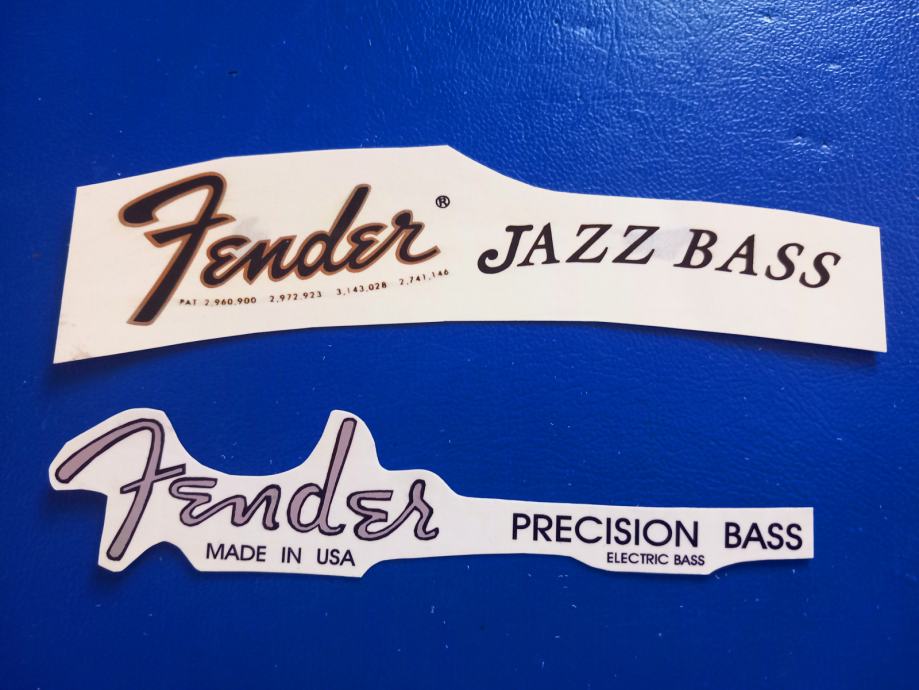 Fender® JAZZ BASS
PAT 2,960,900 2,972,923 3,143,028 2,741,146
Fender PRECISION BASS
MADE IN USA ELECTRIC BASS